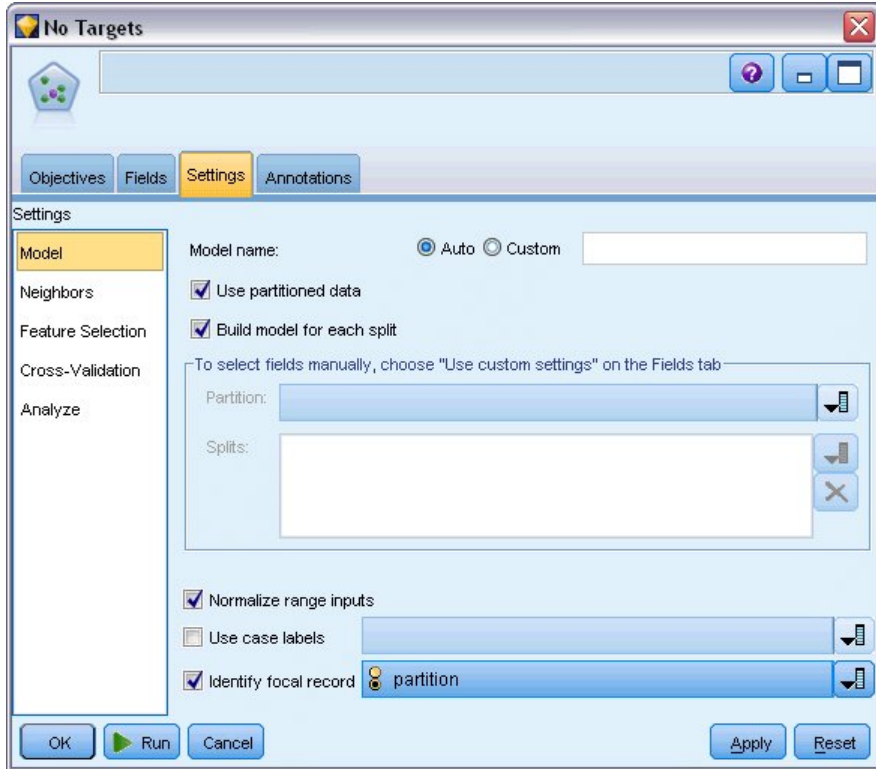 No Targets
Objectives Fields Settings Annotations
Settings
Model
Neighbors
Feature Selection
Cross-Validation
Analyze
Model name: Auto Custom
Use partitioned data
Build model for each split
To select fields manually, choose "Use custom settings" on the Fields tab
Partition:
Splits:
Normalize range inputs
Use case labels
Identify focal record partition
OK Run Cancel Apply Reset